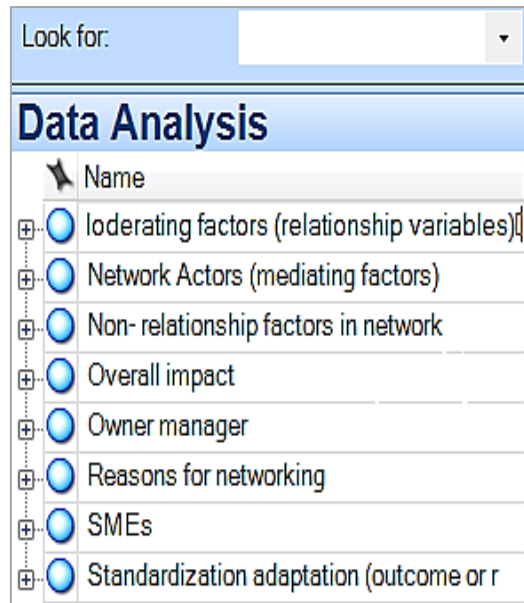 Look for:
Data Analysis
Name
loderating factors (relationship variables)
Network Actors (mediating factors)
Non- relationship factors in network
Overall impact
Owner manager
Reasons for networking
SMEs
Standardization adaptation (outcome or r